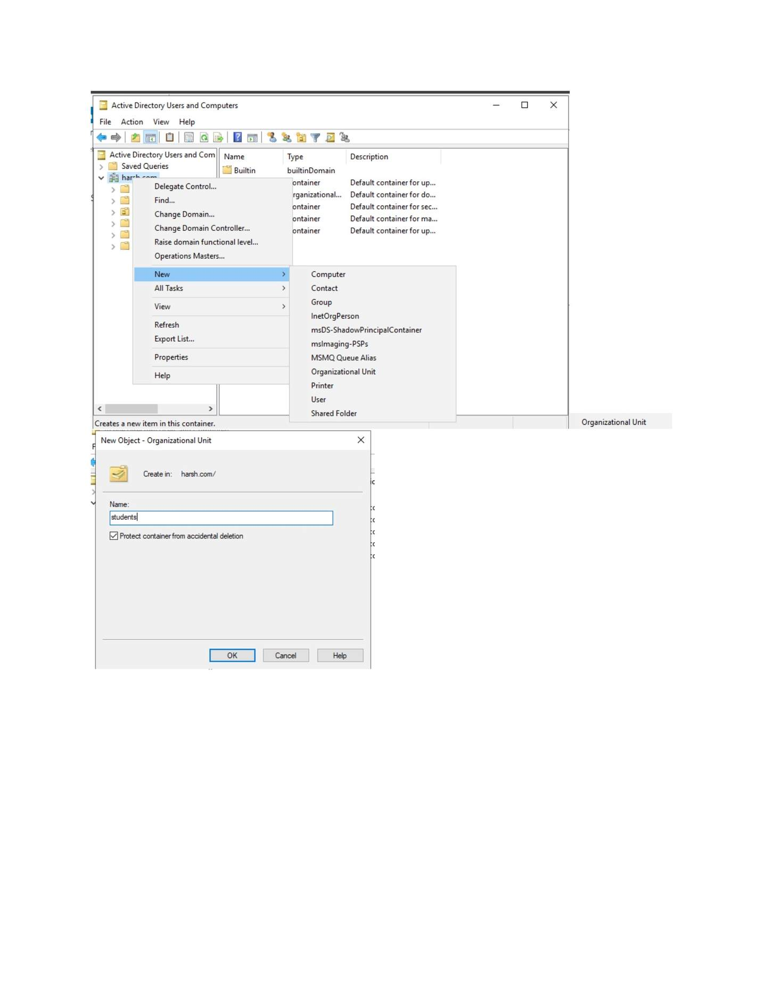 Active Directory Users and Computers
File Action View Help
Active Directory Users and Com
Saved Queries
harsh.com
Name Type Description
Builtin builtinDomain
ontainer Default container for up...
rganizational... Default container for do...
ontainer Default container for sec...
ontainer Default container for ma...
ontainer Default container for up...
Delegate Control...
Find...
Change Domain...
Change Domain Controller...
Raise domain functional level...
Operations Masters...
New
All Tasks
View
Refresh
Export List...
Properties
Help
Computer
Contact
Group
InetOrgPerson
msDS-ShadowPrincipalContainer
msImaging-PSPs
MSMQ Queue Alias
Organizational Unit
Printer
User
Shared Folder
Creates a new item in this container.
Organizational Unit
New Object - Organizational Unit
Create in: harsh.com/
Name:
students
Protect container from accidental deletion
OK Cancel Help